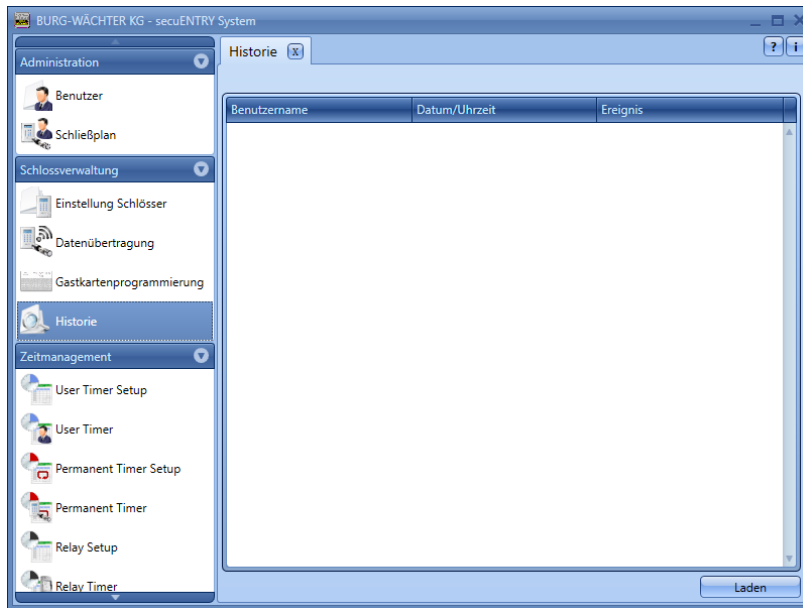 BURG-WÄCHTER KG - secuENTRY System
Administration
Benutzer
Schließplan
Schlossverwaltung
Einstellung Schlösser
Datenübertragung
Gastkartenprogrammierung
Historie
Zeitmanagement
User Timer Setup
User Timer
Permanent Timer Setup
Permanent Timer
Relay Setup
Relay Timer
Historie x
? i
Benutzername Datum/Uhrzeit Ereignis
Laden